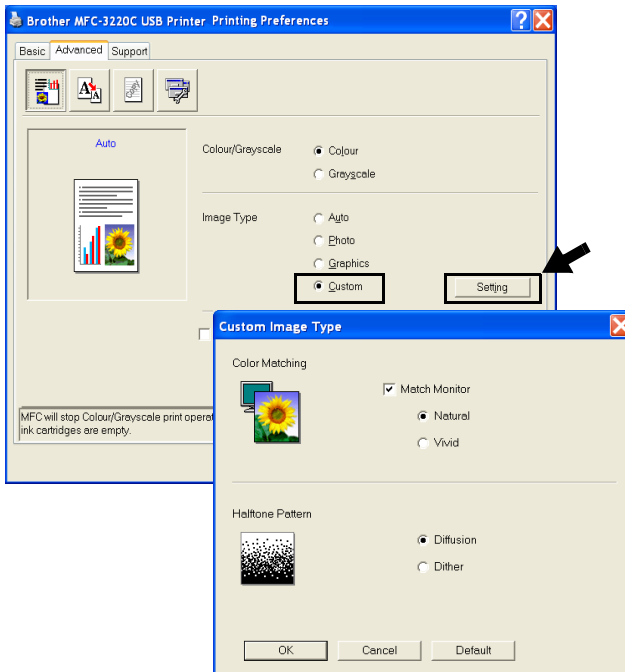 Brother MFC-3220C USB Printer Printing Preferences
Basic Advanced Support
Auto
Colour/Grayscale
Colour
Grayscale
Image Type
Auto
Photo
Graphics
Custom
Setting
MFC will stop Colour/Grayscale print operat
ink cartridges are empty.
Custom Image Type
Color Matching
Match Monitor
Natural
Vivid
Halftone Pattern
Diffusion
Dither
OK Cancel Default